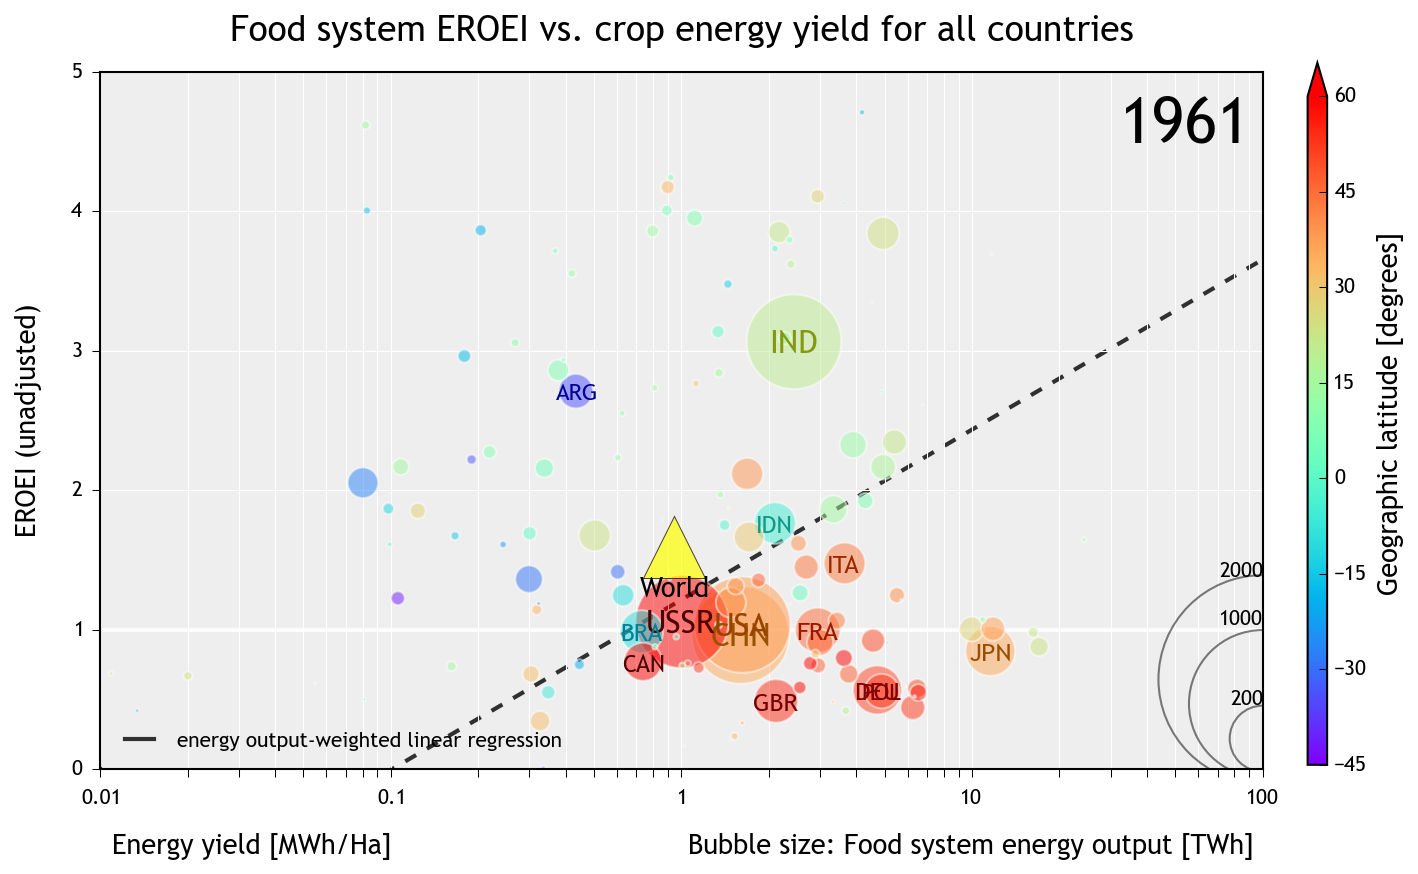 Food system EROEI vs. crop energy yield for all countries
1961
5
4
3
2
1
0
EROEI (unadjusted)
IND
ARG
IDN
ITA
World
USSR
USA
CHN
BRA
FRA
CAN
JPN
DEU
POL
GBR
2000
1000
200
energy output-weighted linear regression
0.01
0.1
1
10
100
Energy yield [MWh/Ha]
Bubble size: Food system energy output [TWh]
60
45
30
15
0
−15
−30
−45
Geographic latitude [degrees]